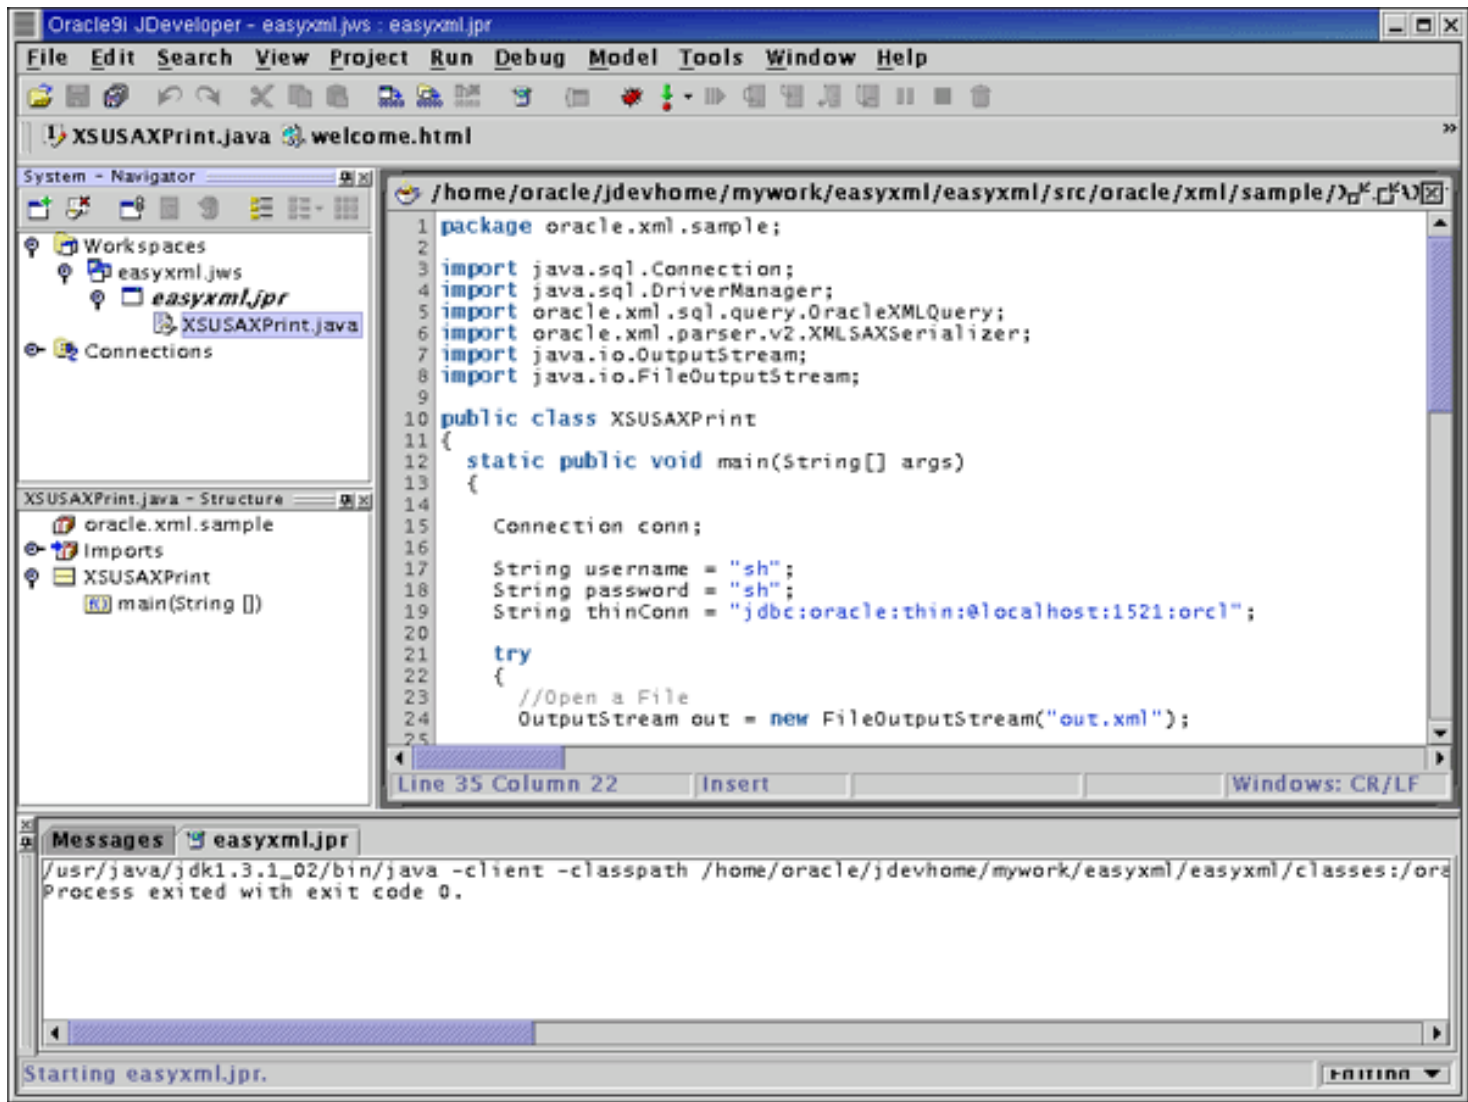 Oracle9i JDeveloper - easyxml.jws : easyxml.jpr
File Edit Search View Project Run Debug Model Tools Window Help
XSUSAXPrint.java welcome.html
System - Navigator
Workspaces
easyxml.jws
easyxml.jpr
XSUSAXPrint.java
Connections
XSUSAXPrint.java - Structure
oracle.xml.sample
Imports
XSUSAXPrint
main(String [])
/home/oracle/jdevhome/mywork/easyxml/easyxml/src/oracle/xml/sample/
1 package oracle.xml.sample;
2
3 import java.sql.Connection;
4 import java.sql.DriverManager;
5 import oracle.xml.sql.query.OracleXMLQuery;
6 import oracle.xml.parser.v2.XMLSAXSerializer;
7 import java.io.OutputStream;
8 import java.io.FileOutputStream;
9
10 public class XSUSAXPrint
11 {
12 static public void main(String[] args)
13 {
14
15 Connection conn;
16
17 String username = "sh";
18 String password = "sh";
19 String thinConn = "jdbc:oracle:thin:@localhost:1521:orcl";
20
21 try
22 {
23 //Open a File
24 OutputStream out = new FileOutputStream("out.xml");
25
Line 35 Column 22 Insert Windows: CR/LF
Messages easyxml.jpr
/usr/java/jdk1.3.1_02/bin/java -client -classpath /home/oracle/jdevhome/mywork/easyxml/easyxml/classes:/ora
Process exited with exit code 0.
Starting easyxml.jpr.
Editing